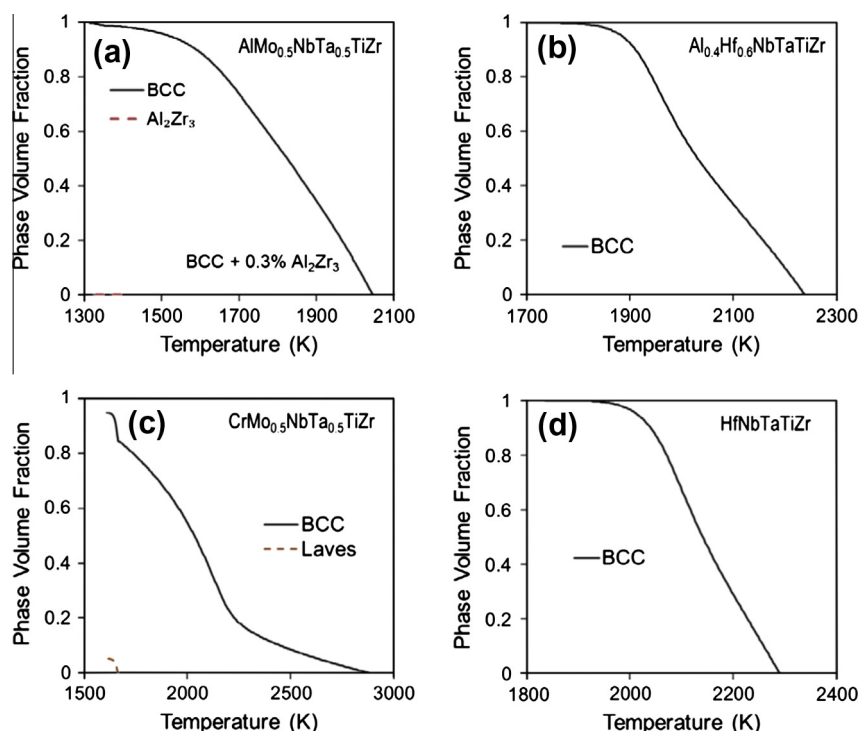 (a)
AlMo₀.₅NbTa₀.₅TiZr
Phase Volume Fraction
1
0.8
0.6
0.4
0.2
0
BCC
Al₂Zr₃
BCC + 0.3% Al₂Zr₃
1300 1500 1700 1900 2100
Temperature (K)
(b)
Al₀.₄Hf₀.₆NbTaTiZr
Phase Volume Fraction
1
0.8
0.6
0.4
0.2
0
BCC
1700 1900 2100 2300
Temperature (K)
(c)
CrMo₀.₅NbTa₀.₅TiZr
Phase Volume Fraction
1
0.8
0.6
0.4
0.2
0
BCC
Laves
1500 2000 2500 3000
Temperature (K)
(d)
HfNbTaTiZr
Phase Volume Fraction
1
0.8
0.6
0.4
0.2
0
BCC
1800 2000 2200 2400
Temperature (K)